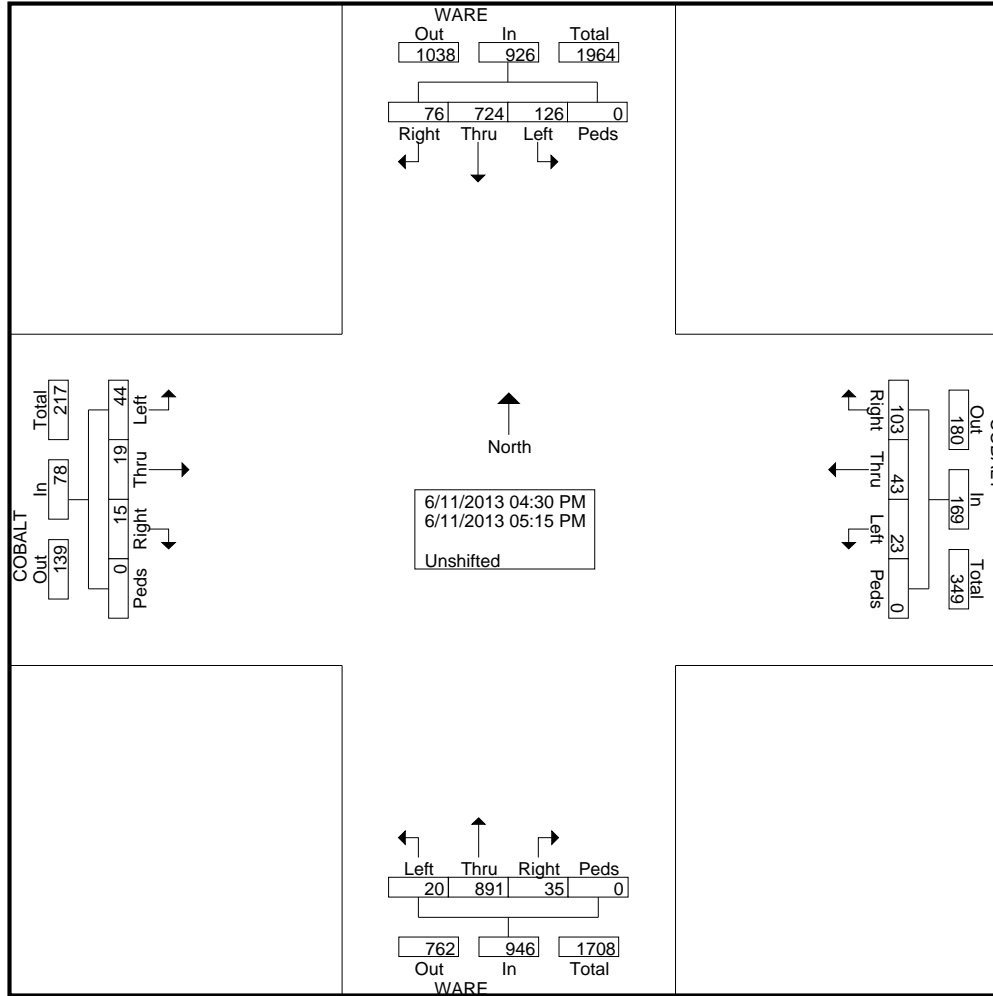 WARE
Out In Total
1038 926 1964
76 724 126 0
Right Thru Left Peds
North
6/11/2013 04:30 PM
6/11/2013 05:15 PM
Unshifted
COBALT
Out In Total
139 78 217
44 19 15 0
Left Thru Right Peds
Out In Total
180 169 349
103 43 23 0
Right Thru Left Peds
Left Thru Right Peds
20 891 35 0
762 946 1708
Out In Total
WARE